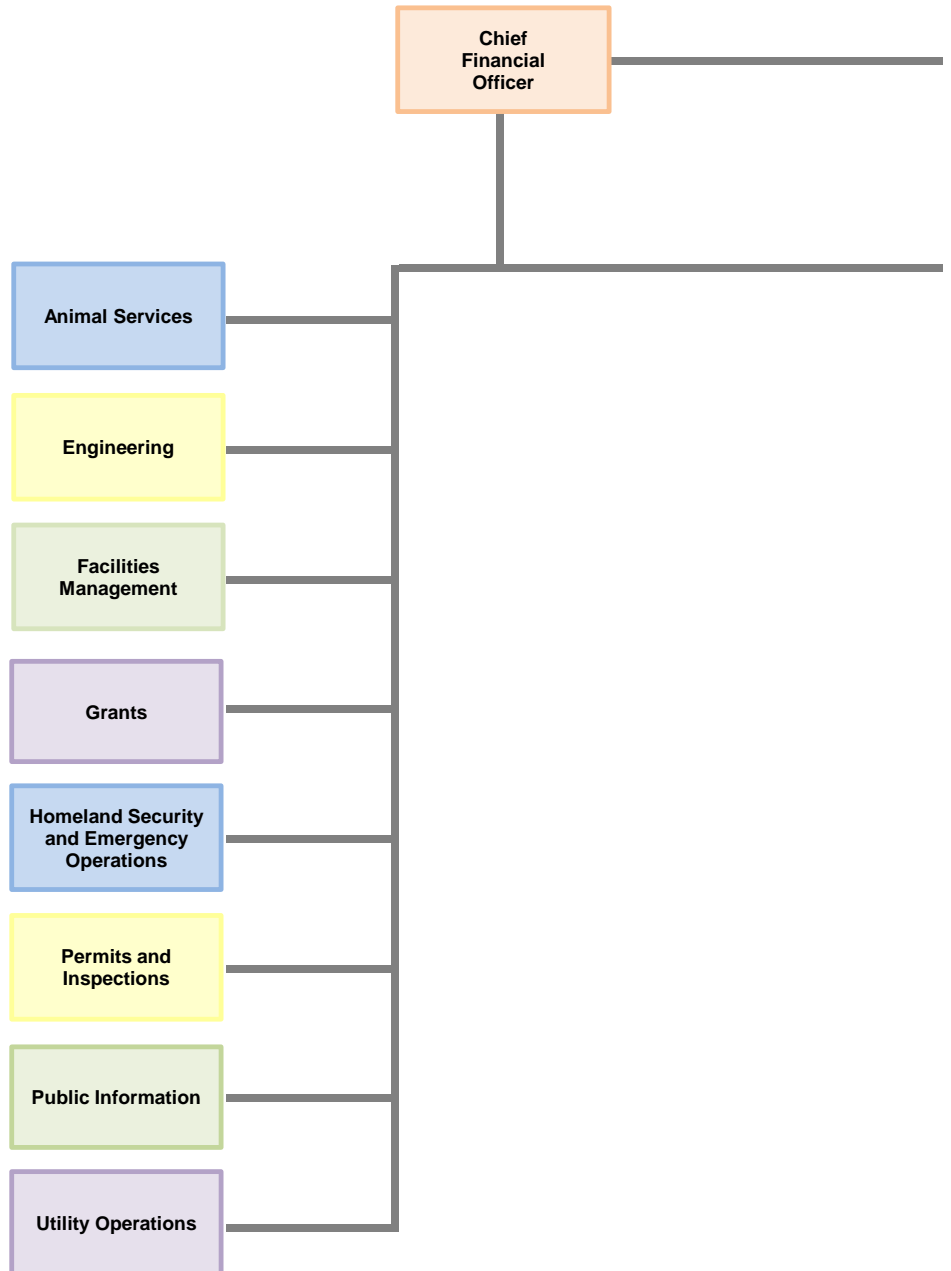 Chief
Financial
Officer
Animal Services
Engineering
Facilities
Management
Grants
Homeland Security
and Emergency
Operations
Permits and
Inspections
Public Information
Utility Operations